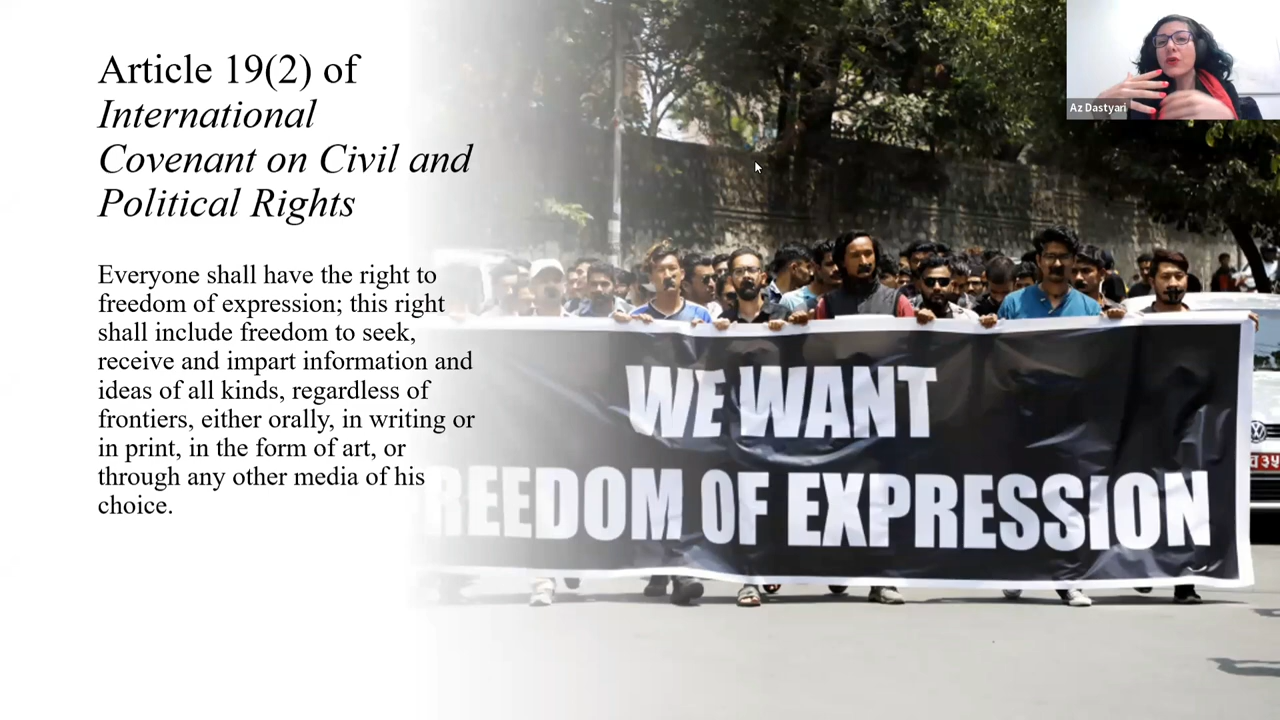 Article 19(2) of
International
Covenant on Civil and
Political Rights
Everyone shall have the right to
freedom of expression; this right
shall include freedom to seek,
receive and impart information and
ideas of all kinds, regardless of
frontiers, either orally, in writing or
in print, in the form of art, or
through any other media of his
choice.
Az Dastyari
WE WANT
REEDOM OF EXPRESSION